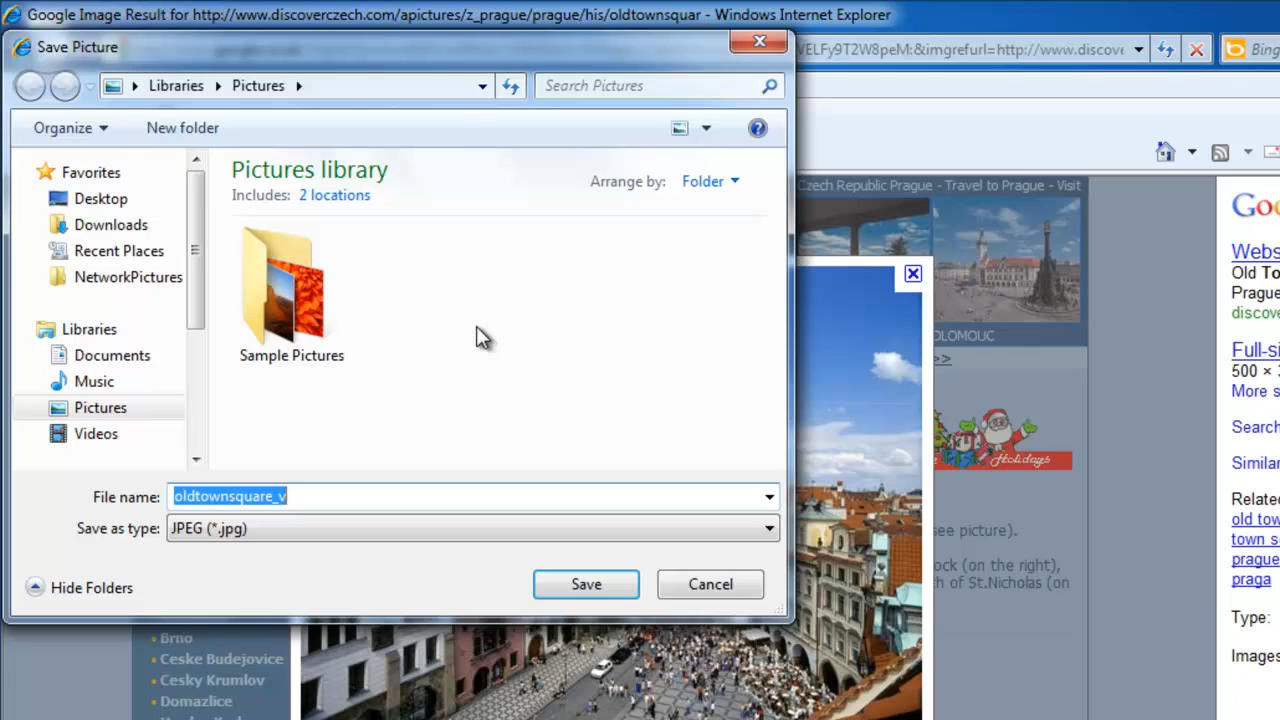 Google Image Result for http://www.discoverczech.com/apictures/z_prague/prague/his/oldtownsquar - Windows Internet Explorer
Save Picture
VELFy9T2W8peM:&imgrefurl=http://www.discove
Bing
Libraries Pictures
Search Pictures
Organize
New folder
Favorites
Desktop
Downloads
Recent Places
NetworkPictures
Libraries
Documents
Music
Pictures
Videos
Pictures library
Includes: 2 locations
Arrange by: Folder
Sample Pictures
File name: oldtownsquare_v
Save as type: JPEG (*.jpg)
Hide Folders
Save
Cancel
Czech Republic Prague - Travel to Prague - Visit
OLOMOUC
>>
Holidays
see picture).
ock (on the right),
ch of St.Nicholas (on
Brno
Ceske Budejovice
Cesky Krumlov
Domazlice
Goo
Webs
Old To
Prague
discove
Full-si
500 ×
More s
Search
Similar
Relate
old tow
town s
prague
praga
Type:
Images